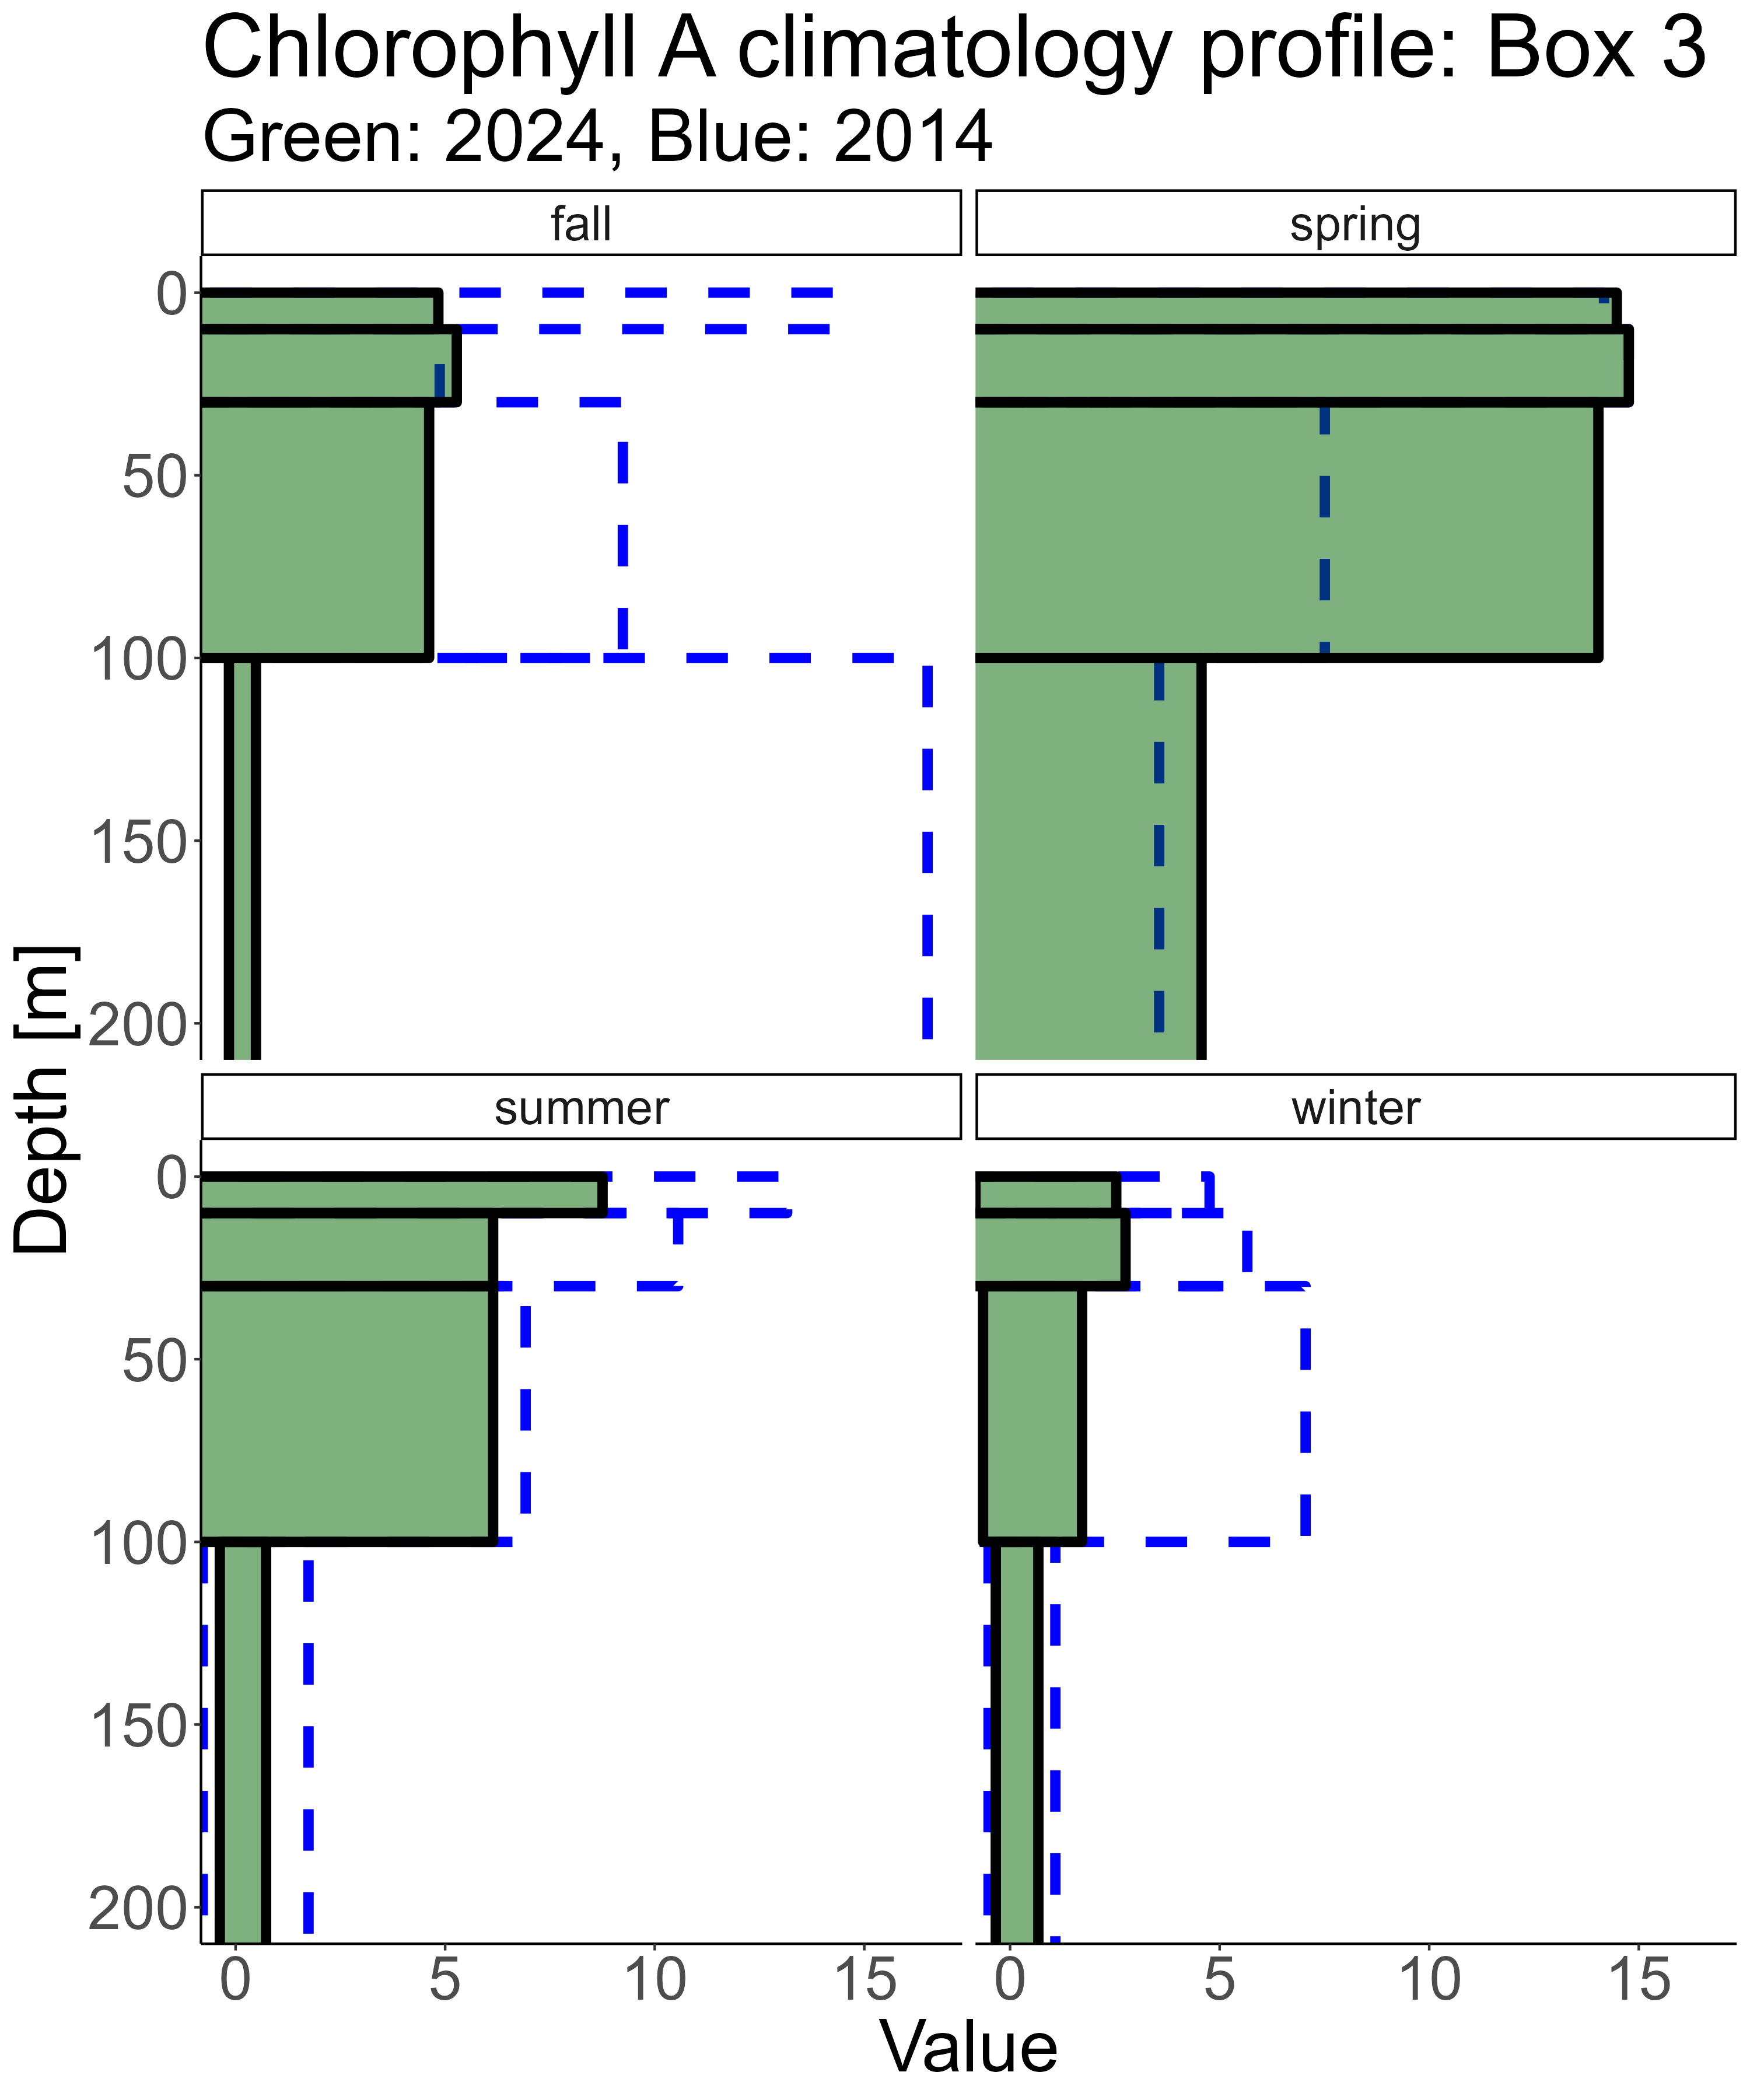 Chlorophyll A climatology profile: Box 3
Green: 2024, Blue: 2014
fall
spring
0
50
100
150
200
Depth [m]
summer
winter
0
50
100
150
200
0
5
10
15
0
5
10
15
Value